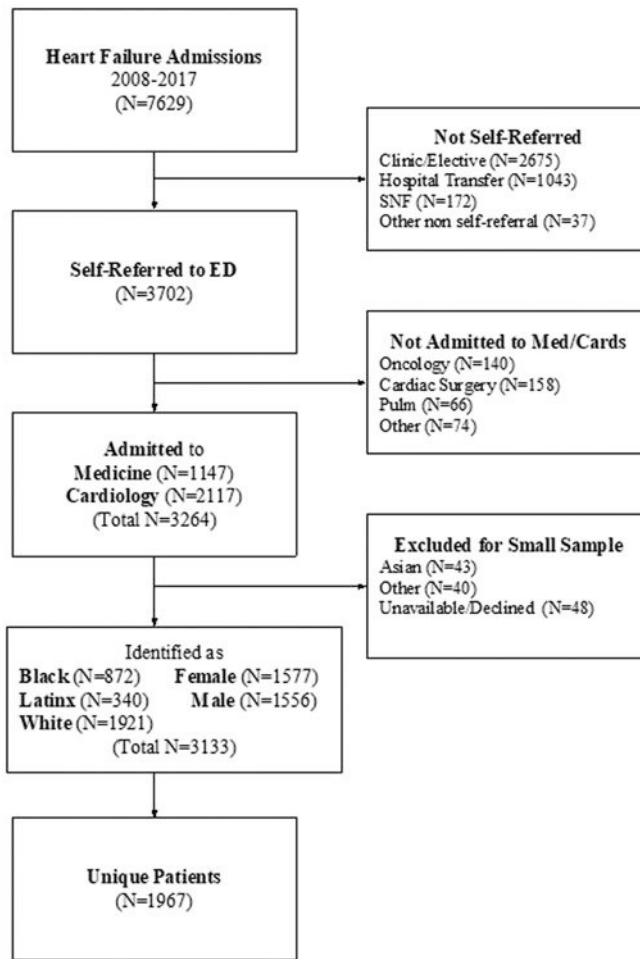 Heart Failure Admissions
2008-2017
(N=7629)
Not Self-Referred
Clinic/Elective (N=2675)
Hospital Transfer (N=1043)
SNF (N=172)
Other non self-referral (N=37)
Self-Referred to ED
(N=3702)
Not Admitted to Med/Cards
Oncology (N=140)
Cardiac Surgery (N=158)
Pulm (N=66)
Other (N=74)
Admitted to
Medicine (N=1147)
Cardiology (N=2117)
(Total N=3264)
Excluded for Small Sample
Asian (N=43)
Other (N=40)
Unavailable/Declined (N=48)
Identified as
Black (N=872) Female (N=1577)
Latinx (N=340) Male (N=1556)
White (N=1921)
(Total N=3133)
Unique Patients
(N=1967)